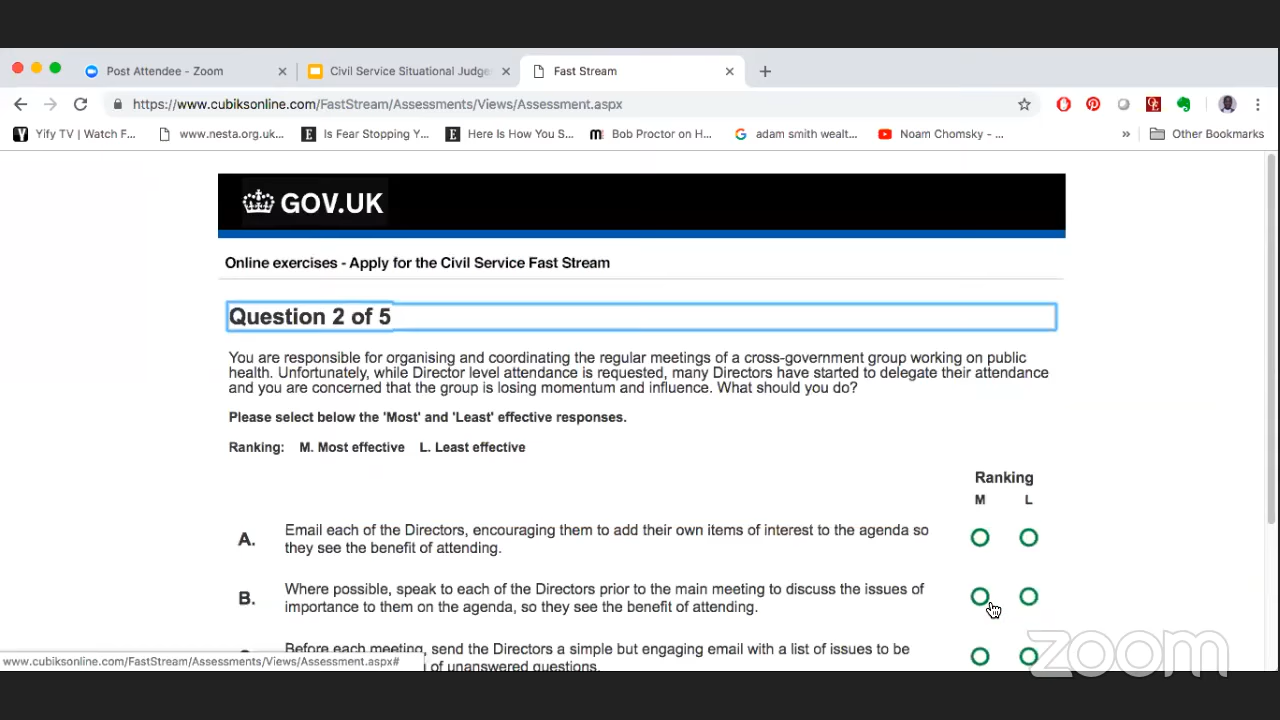 Post Attendee - Zoom
Civil Service Situational Judge
Fast Stream
https://www.cubiksonline.com/FastStream/Assessments/Views/Assessment.aspx
Yify TV | Watch F...
www.nesta.org.uk...
Is Fear Stopping Y...
Here Is How You S...
Bob Proctor on H...
adam smith wealt...
Noam Chomsky - ...
» Other Bookmarks
GOV.UK
Online exercises - Apply for the Civil Service Fast Stream
Question 2 of 5
You are responsible for organising and coordinating the regular meetings of a cross-government group working on public
health. Unfortunately, while Director level attendance is requested, many Directors have started to delegate their attendance
and you are concerned that the group is losing momentum and influence. What should you do?
Please select below the 'Most' and 'Least' effective responses.
Ranking: M. Most effective L. Least effective
Ranking
M L
A. Email each of the Directors, encouraging them to add their own items of interest to the agenda so
they see the benefit of attending.
B. Where possible, speak to each of the Directors prior to the main meeting to discuss the issues of
importance to them on the agenda, so they see the benefit of attending.
Before each meeting, send the Directors a simple but engaging email with a list of issues to be
of unanswered questions.
www.cubiksonline.com/FastStream/Assessments/Views/Assessment.aspx#
zoom